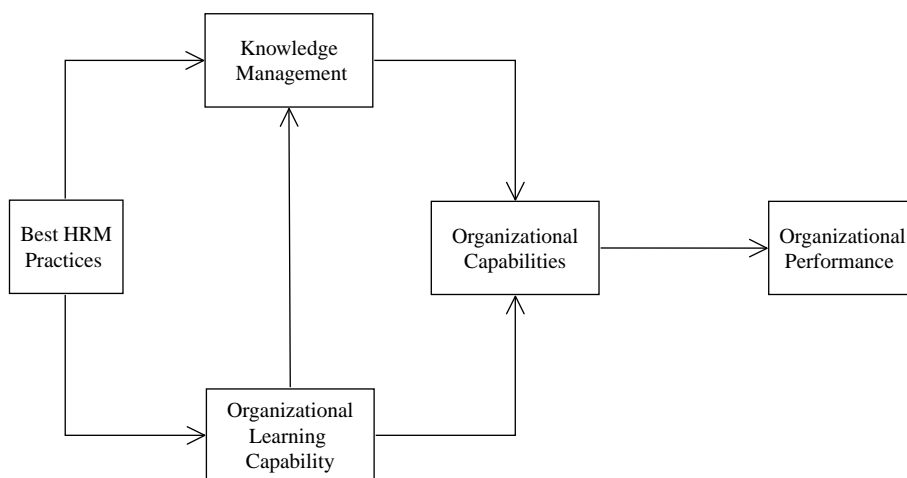 Knowledge
Management
Best HRM
Practices
Organizational
Capabilities
Organizational
Performance
Organizational
Learning
Capability